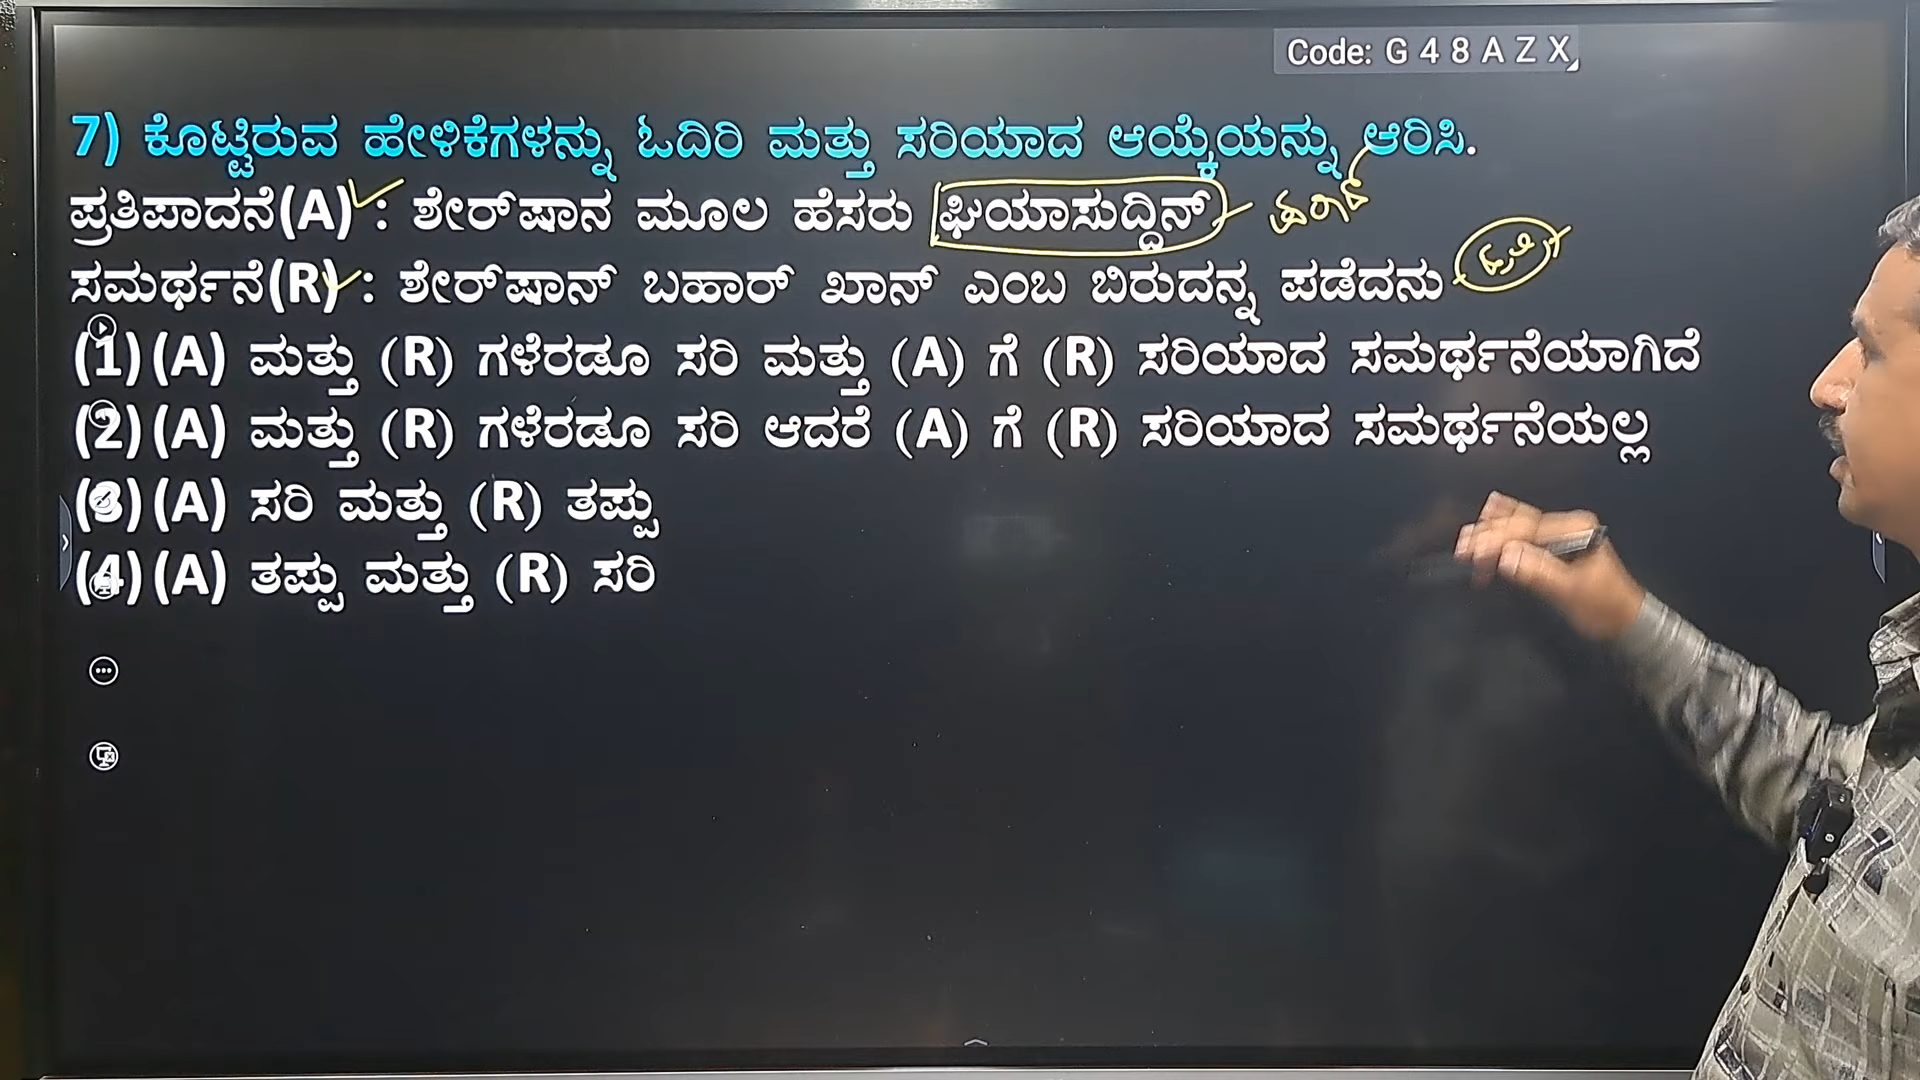 Code: G 4 8 A Z X
7) ಕೊಟ್ಟಿರುವ ಹೇಳಿಕೆಗಳನ್ನು ಓದಿರಿ ಮತ್ತು ಸರಿಯಾದ ಆಯ್ಕೆಯನ್ನು ಆರಿಸಿ.
ಪ್ರತಿಪಾದನೆ(A) : ಶೇರ್‌ಷಾನ ಮೂಲ ಹೆಸರು ಘಿಯಾಸುದ್ದಿನ್
ಸಮರ್ಥನೆ(R) : ಶೇರ್‌ಷಾನ್ ಬಹಾರ್ ಖಾನ್ ಎಂಬ ಬಿರುದನ್ನ ಪಡೆದನು
(1)(A) ಮತ್ತು (R) ಗಳೆರಡೂ ಸರಿ ಮತ್ತು (A) ಗೆ (R) ಸರಿಯಾದ ಸಮರ್ಥನೆಯಾಗಿದೆ
(2)(A) ಮತ್ತು (R) ಗಳೆರಡೂ ಸರಿ ಆದರೆ (A) ಗೆ (R) ಸರಿಯಾದ ಸಮರ್ಥನೆಯಲ್ಲ
(3)(A) ಸರಿ ಮತ್ತು (R) ತಪ್ಪು
(4)(A) ತಪ್ಪು ಮತ್ತು (R) ಸರಿ